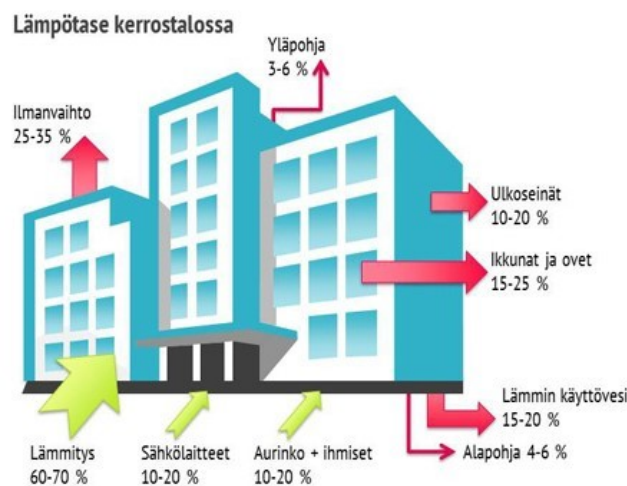 Lämpötase kerrostalossa
Yläpohja
3-6 %
Ilmanvaihto
25-35 %
Ulkoseinät
10-20 %
Ikkunat ja ovet
15-25 %
Lämmin käyttövesi
15-20 %
Alapohja 4-6 %
Lämmitys
60-70 %
Sähkölaitteet
10-20 %
Aurinko + ihmiset
10-20 %